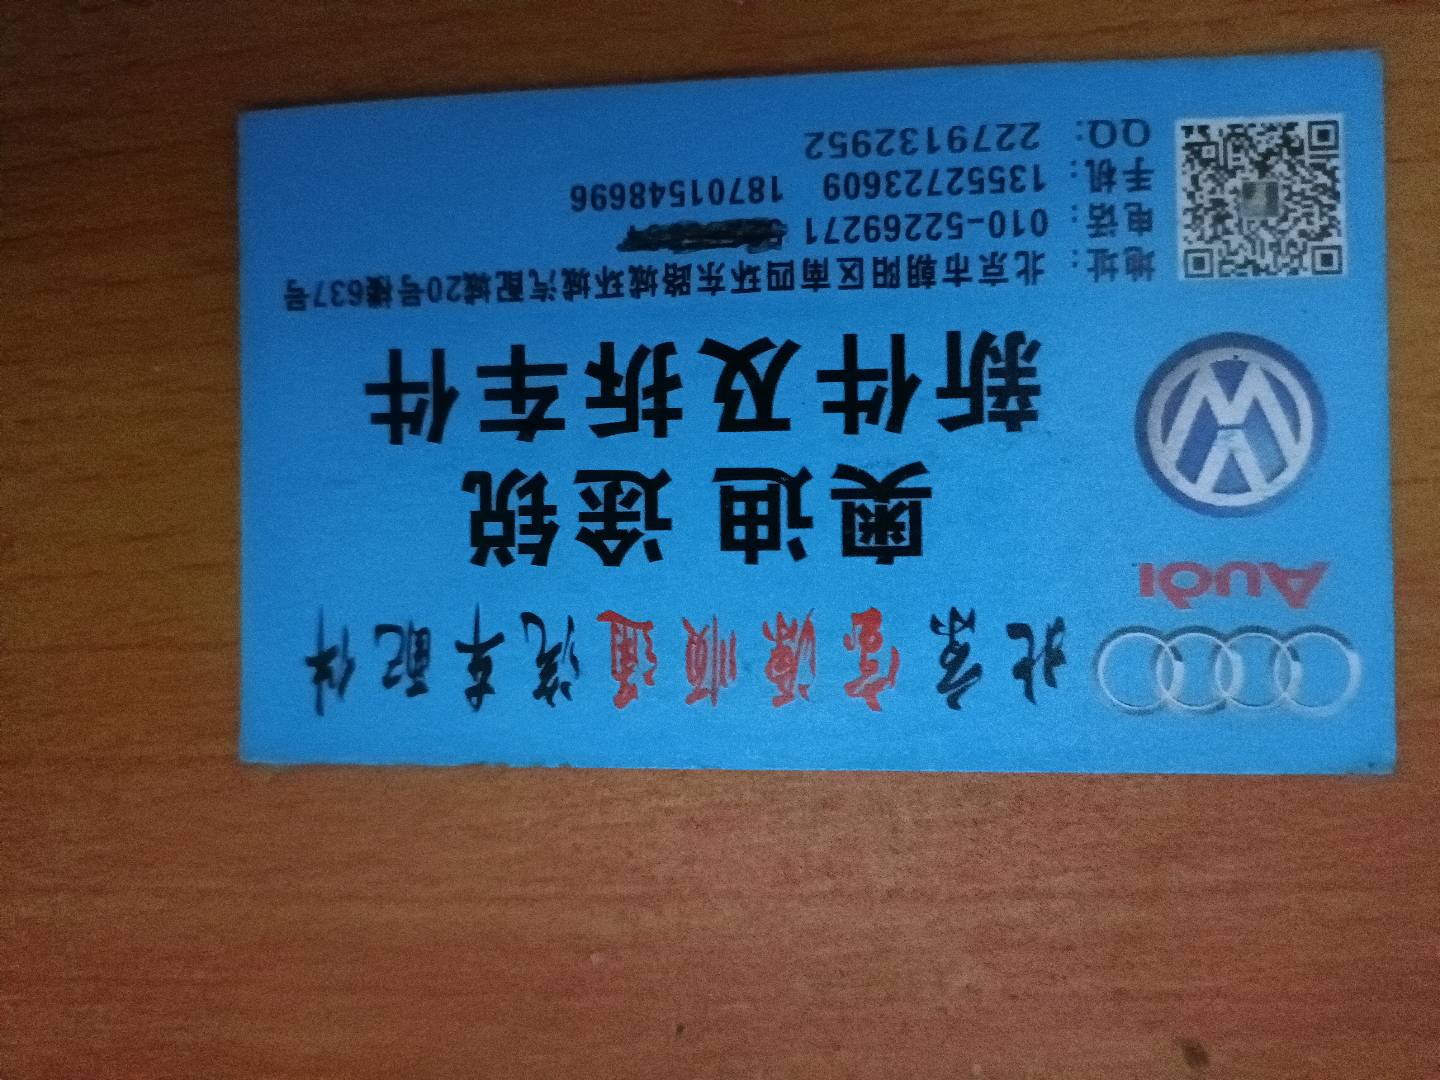 北京富源顺通汽车配件
AUDI
奥迪 途锐
新件及拆车件
地址：北京市朝阳区南四环东路城环城汽配城20号楼637号
电话：010-52269271
手机：13552723609 18701548696
QQ：2279132952